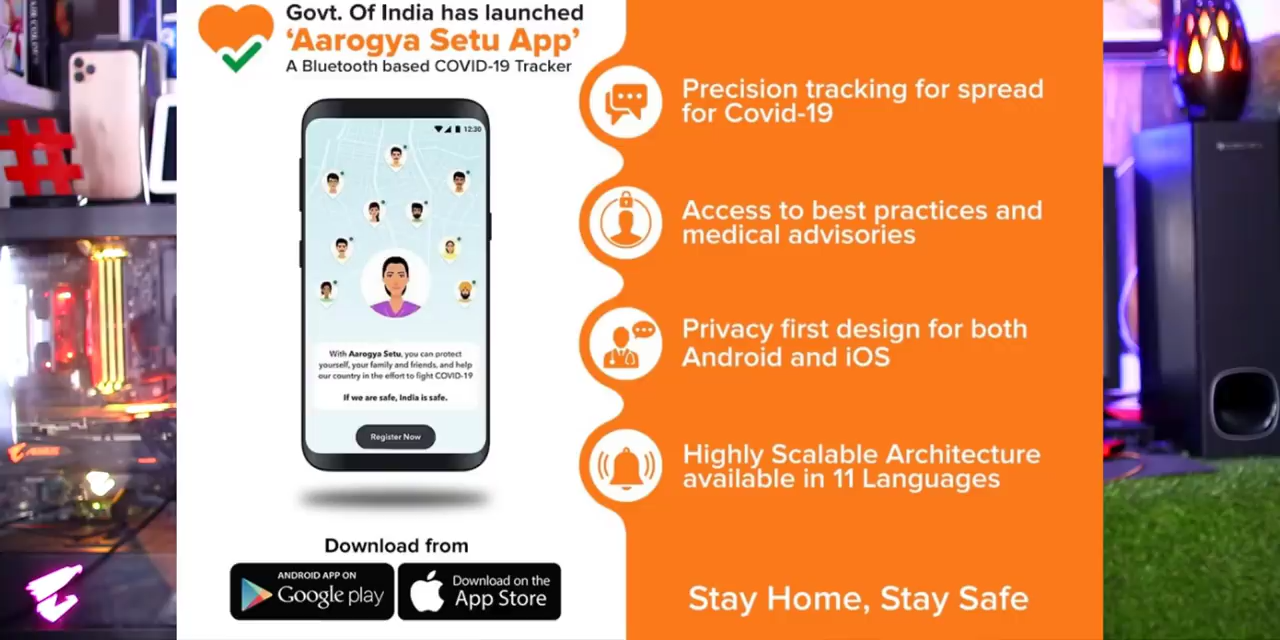 Govt. Of India has launched
‘Aarogya Setu App’
A Bluetooth based COVID-19 Tracker
12:30
With Aarogya Setu, you can protect
yourself, your family and friends, and help
our country in the effort to fight COVID-19
If we are safe, India is safe.
Register Now
Download from
ANDROID APP ON
Google play
Download on the
App Store
Precision tracking for spread
for Covid-19
Access to best practices and
medical advisories
Privacy first design for both
Android and iOS
Highly Scalable Architecture
available in 11 Languages
Stay Home, Stay Safe